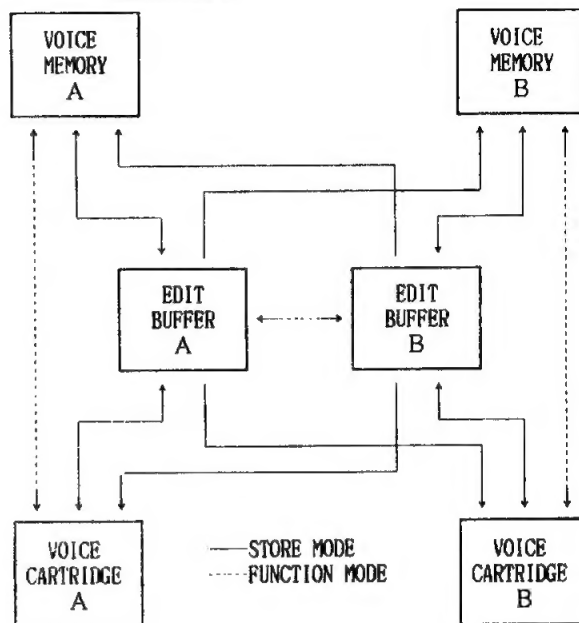 VOICE
MEMORY
A
VOICE
MEMORY
B
EDIT
BUFFER
A
EDIT
BUFFER
B
VOICE
CARTRIDGE
A
STORE MODE
FUNCTION MODE
VOICE
CARTRIDGE
B